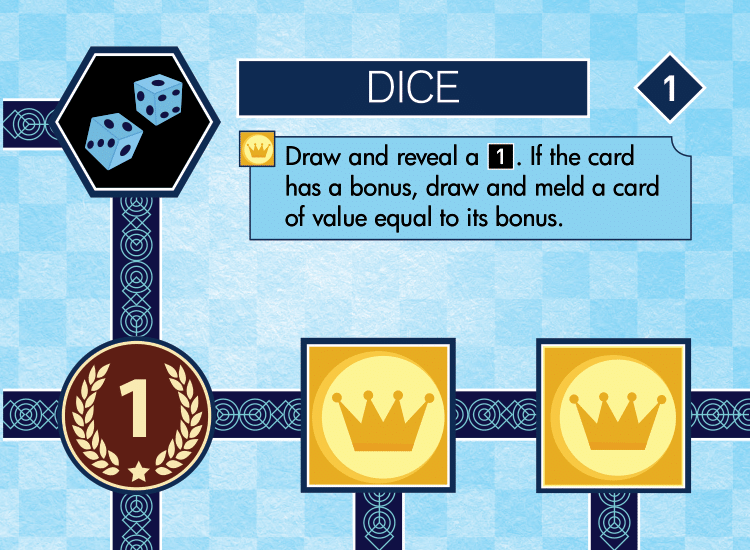 DICE
1
Draw and reveal a 1. If the card
has a bonus, draw and meld a card
of value equal to its bonus.
1